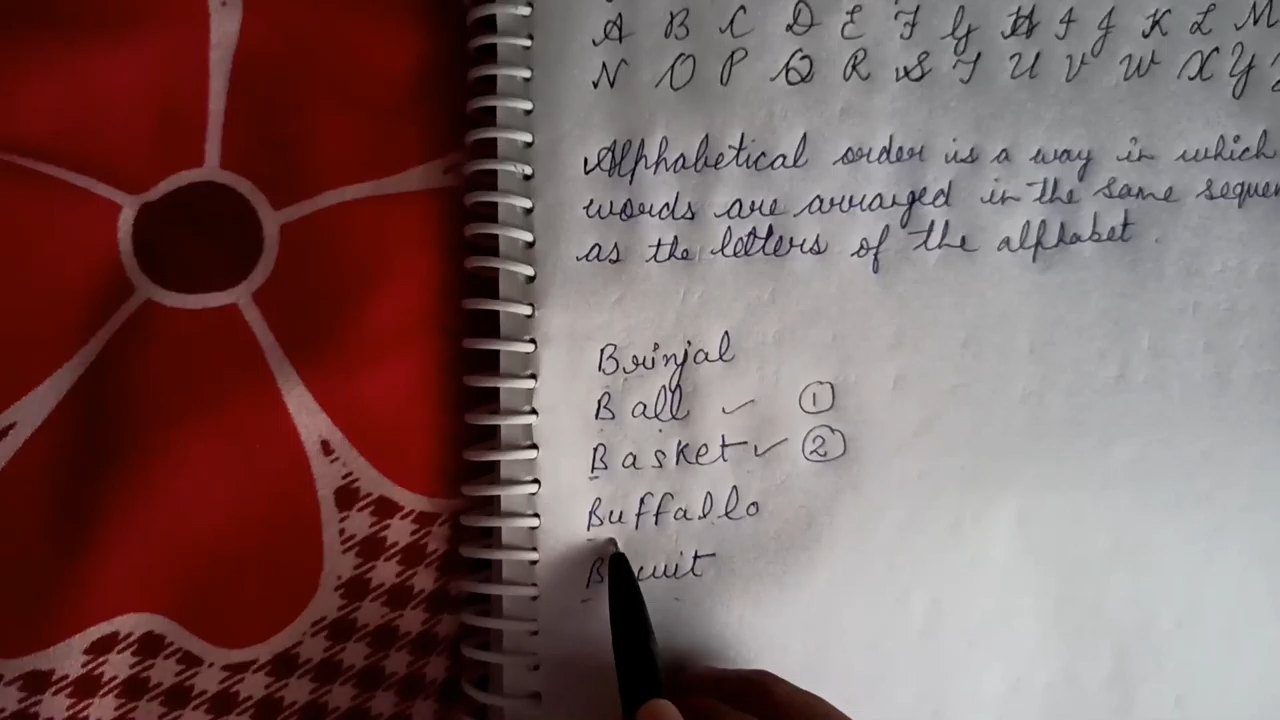 A B C D E F G H I J K L M
N O P Q R S T U V W X Y
Alphabetical order is a way in which
words are arranged in the same sequen
as the letters of the alphabet.
Brinjal
Ball ✓ ①
Basket ✓ ②
Buffallo